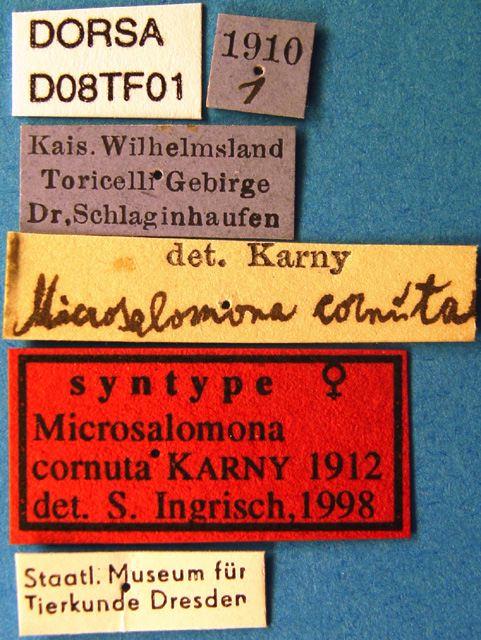 DORSA
D08TF01
1910
1
Kais. Wilhelmsland
Toricelli Gebirge
Dr. Schlaginhaufen
det. Karny
Microsalomona cornuta
syntype ♀
Microsalomona
cornuta KARNY 1912
det. S. Ingrisch, 1998
Staatl. Museum für
Tierkunde Dresden